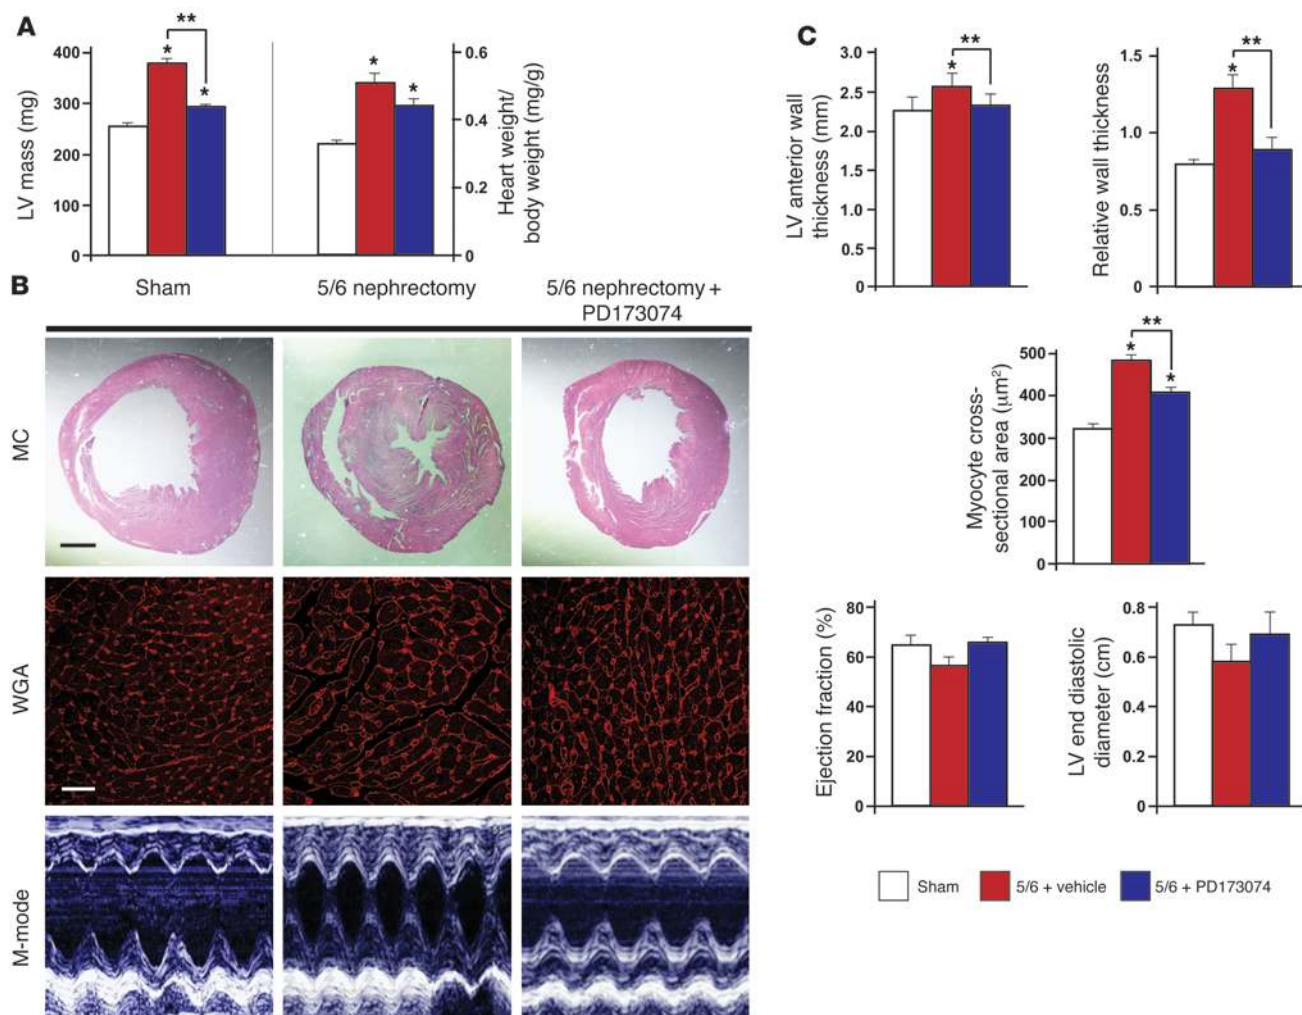 A
**
*
*
*
*
400
300
200
100
0
LV mass (mg)
0.6
0.4
0.2
0
Heart weight/
body weight (mg/g)
B
Sham
5/6 nephrectomy
5/6 nephrectomy +
PD173074
MC
WGA
M-mode
C
3.0
2.5
2.0
1.5
1.0
0.5
0
LV anterior wall
thickness (mm)
*
**
1.5
1.0
0.5
0
Relative wall thickness
*
**
500
400
300
200
100
0
Myocyte cross-
sectional area (μm²)
*
**
*
80
60
40
20
0
Ejection fraction (%)
0.8
0.6
0.4
0.2
0
LV end diastolic
diameter (cm)
Sham
5/6 + vehicle
5/6 + PD173074